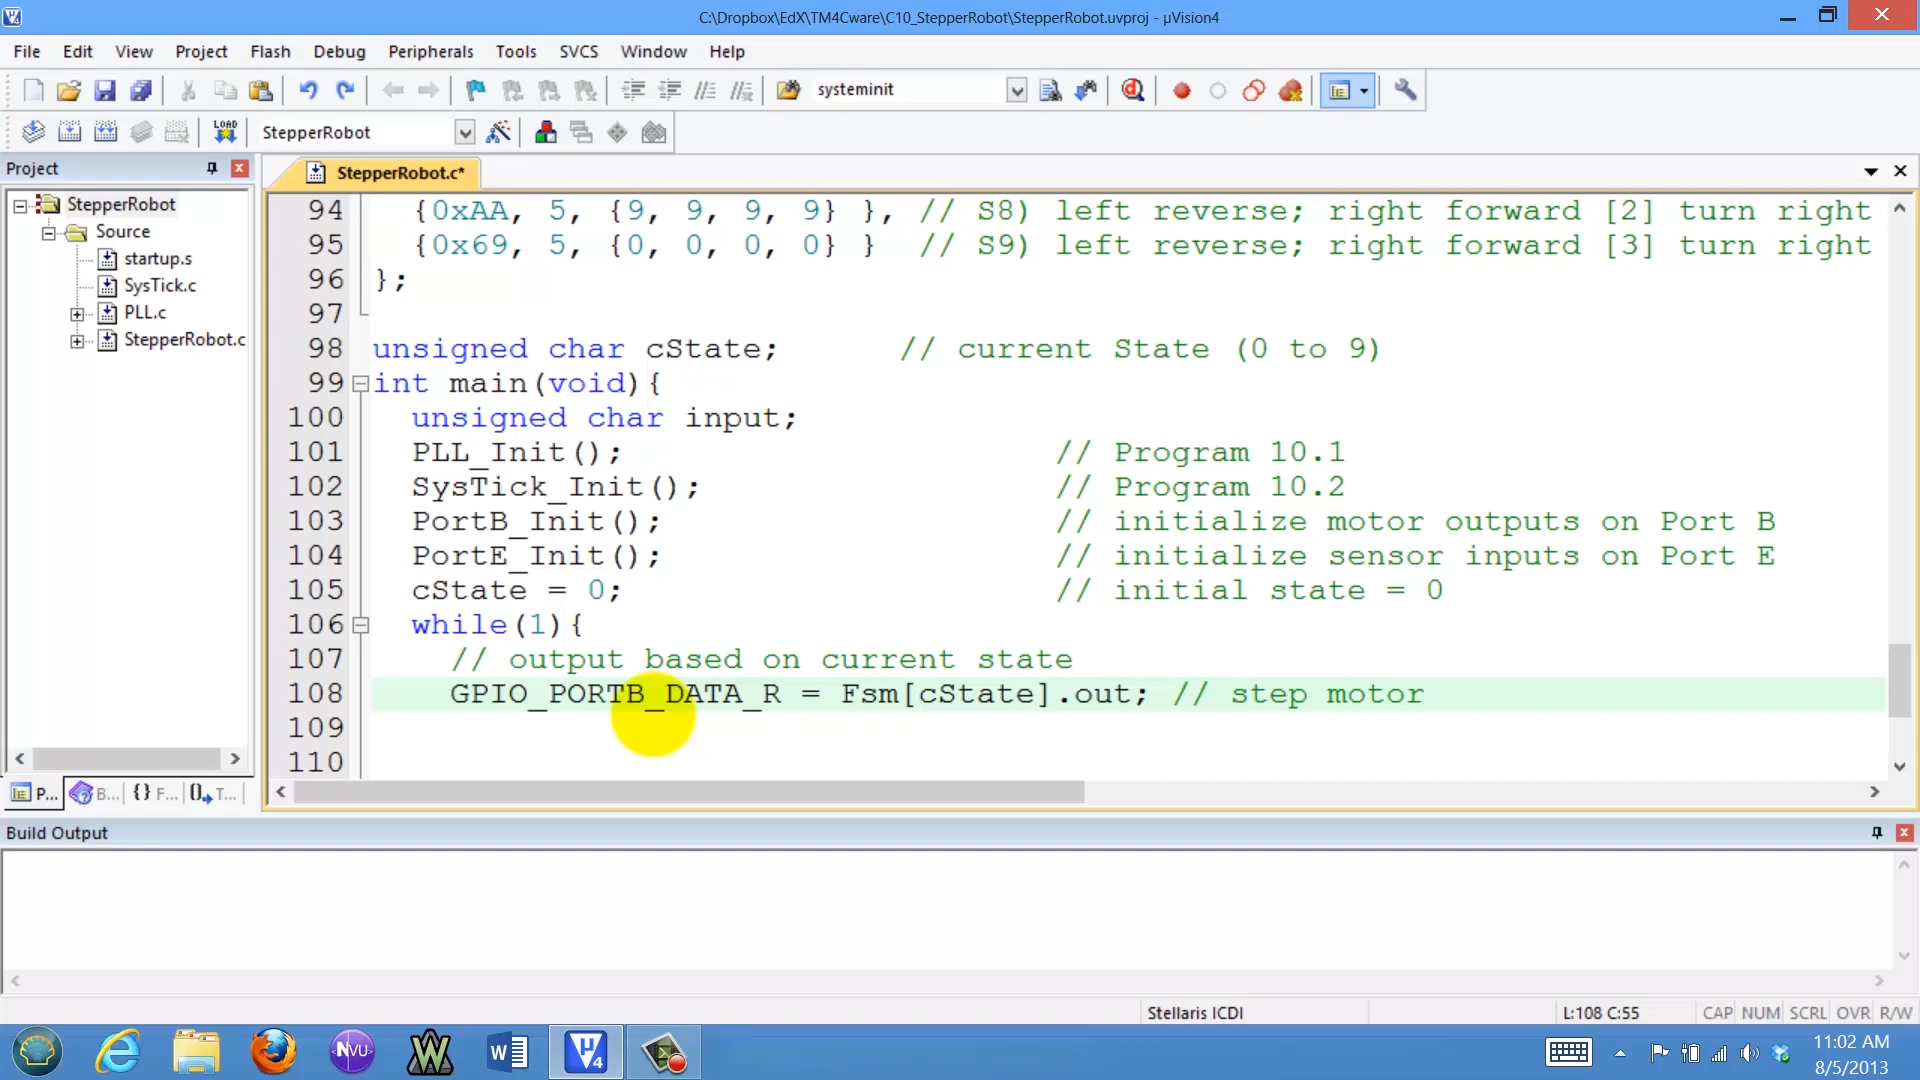 C:\Dropbox\EdX\TM4Cware\C10_StepperRobot\StepperRobot.uvproj - µVision4
File Edit View Project Flash Debug Peripherals Tools SVCS Window Help
systeminit
LOAD StepperRobot
Project
StepperRobot.c*
StepperRobot
Source
startup.s
SysTick.c
PLL.c
StepperRobot.c
94 {0xAA, 5, {9, 9, 9, 9} }, // S8) left reverse; right forward [2] turn right
95 {0x69, 5, {0, 0, 0, 0} } // S9) left reverse; right forward [3] turn right
96 };
97
98 unsigned char cState; // current State (0 to 9)
99 int main(void){
100 unsigned char input;
101 PLL_Init(); // Program 10.1
102 SysTick_Init(); // Program 10.2
103 PortB_Init(); // initialize motor outputs on Port B
104 PortE_Init(); // initialize sensor inputs on Port E
105 cState = 0; // initial state = 0
106 while(1){
107 // output based on current state
108 GPIO_PORTB_DATA_R = Fsm[cState].out; // step motor
109
110
P... B... {} F... T...
Build Output
Stellaris ICDI L:108 C:55 CAP NUM SCRL OVR R/W
NVU W µ4
11:02 AM
8/5/2013